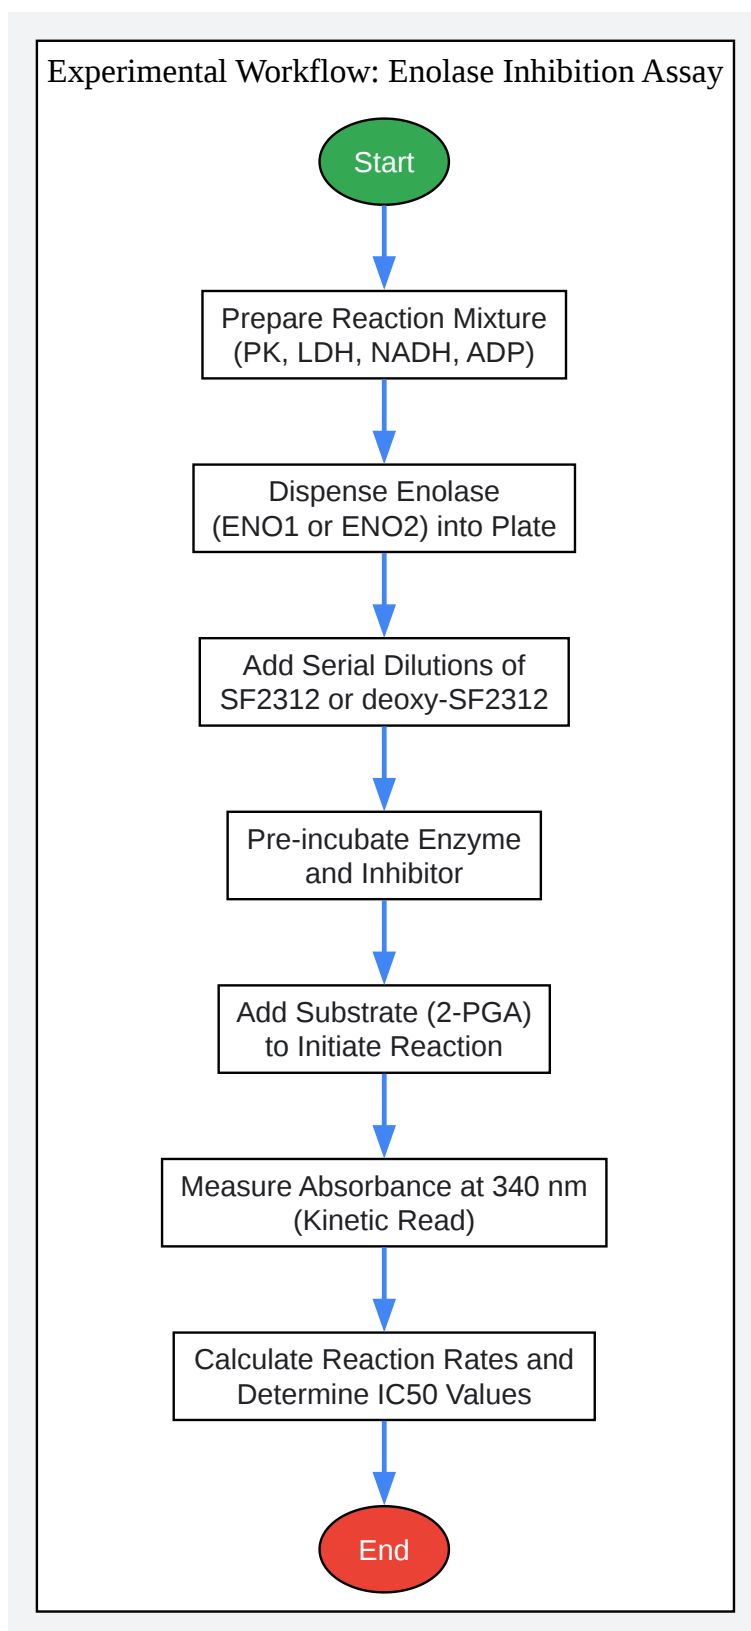 Experimental Workflow: Enolase Inhibition Assay
Start
Prepare Reaction Mixture
(PK, LDH, NADH, ADP)
Dispense Enolase
(ENO1 or ENO2) into Plate
Add Serial Dilutions of
SF2312 or deoxy-SF2312
Pre-incubate Enzyme
and Inhibitor
Add Substrate (2-PGA)
to Initiate Reaction
Measure Absorbance at 340 nm
(Kinetic Read)
Calculate Reaction Rates and
Determine IC50 Values
End